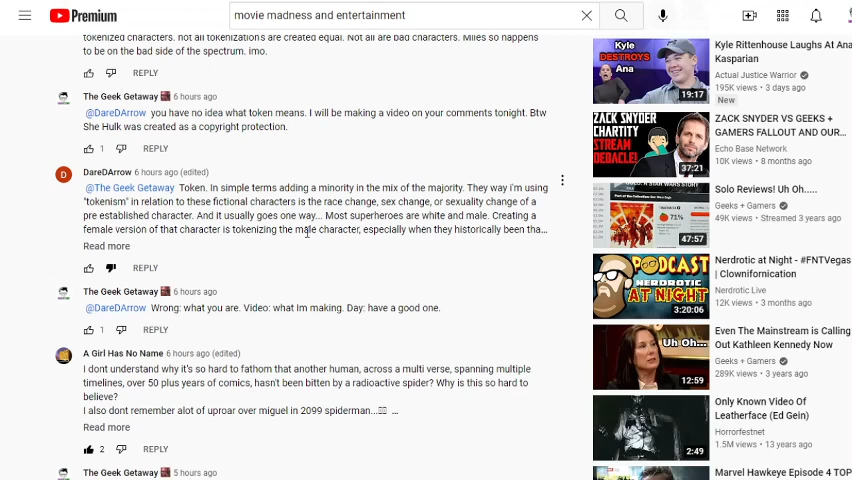 YouTube Premium
movie madness and entertainment
tokenized characters. Not all tokenizations are created equal. Not all are bad characters. Miles so happens
to be on the bad side of the spectrum. imo.
REPLY
The Geek Getaway 6 hours ago
@DareDArrow you have no idea what token means. I will be making a video on your comments tonight. Btw
She Hulk was created as a copyright protection.
1 REPLY
D
DareDArrow 6 hours ago (edited)
@The Geek Getaway Token. In simple terms adding a minority in the mix of the majority. They way i'm using
"tokenism" in relation to these fictional characters is the race change, sex change, or sexuality change of a
pre established character. And it usually goes one way... Most superheroes are white and male. Creating a
female version of that character is tokenizing the male character, especially when they historically been tha...
Read more
REPLY
The Geek Getaway 6 hours ago
@DareDArrow Wrong: what you are. Video: what Im making. Day: have a good one.
1 REPLY
A Girl Has No Name 6 hours ago (edited)
I dont understand why it's so hard to fathom that another human, across a multi verse, spanning multiple
timelines, over 50 plus years of comics, hasn't been bitten by a radioactive spider? Why is this so hard to
believe?
I also dont remember alot of uproar over miguel in 2099 spiderman... ...
Read more
2 REPLY
The Geek Getaway 5 hours ago
Kyle
DESTROYS
Ana
19:17
Kyle Rittenhouse Laughs At Ana
Kasparian
Actual Justice Warrior
195K views • 3 days ago
New
ZACK SNYDER
CHARTITY
STREAM
DEBACLE!
37:21
ZACK SNYDER VS GEEKS +
GAMERS FALLOUT AND OUR...
Echo Base Network
10K views • 8 months ago
71%
47:57
Solo Reviews! Uh Oh.....
Geeks + Gamers
49K views • Streamed 3 years ago
PODCAST
NERDROTIC
AT NIGHT
3:20:06
Nerdrotic at Night - #FNTVegas
| Clownifornication
Nerdrotic Live
12K views • 3 months ago
Uh Oh...
12:59
Even The Mainstream is Calling
Out Kathleen Kennedy Now
Geeks + Gamers
289K views • 3 years ago
2:49
Only Known Video Of
Leatherface (Ed Gein)
Horrorfestnet
1.5M views • 13 years ago
Marvel Hawkeye Episode 4 TOP